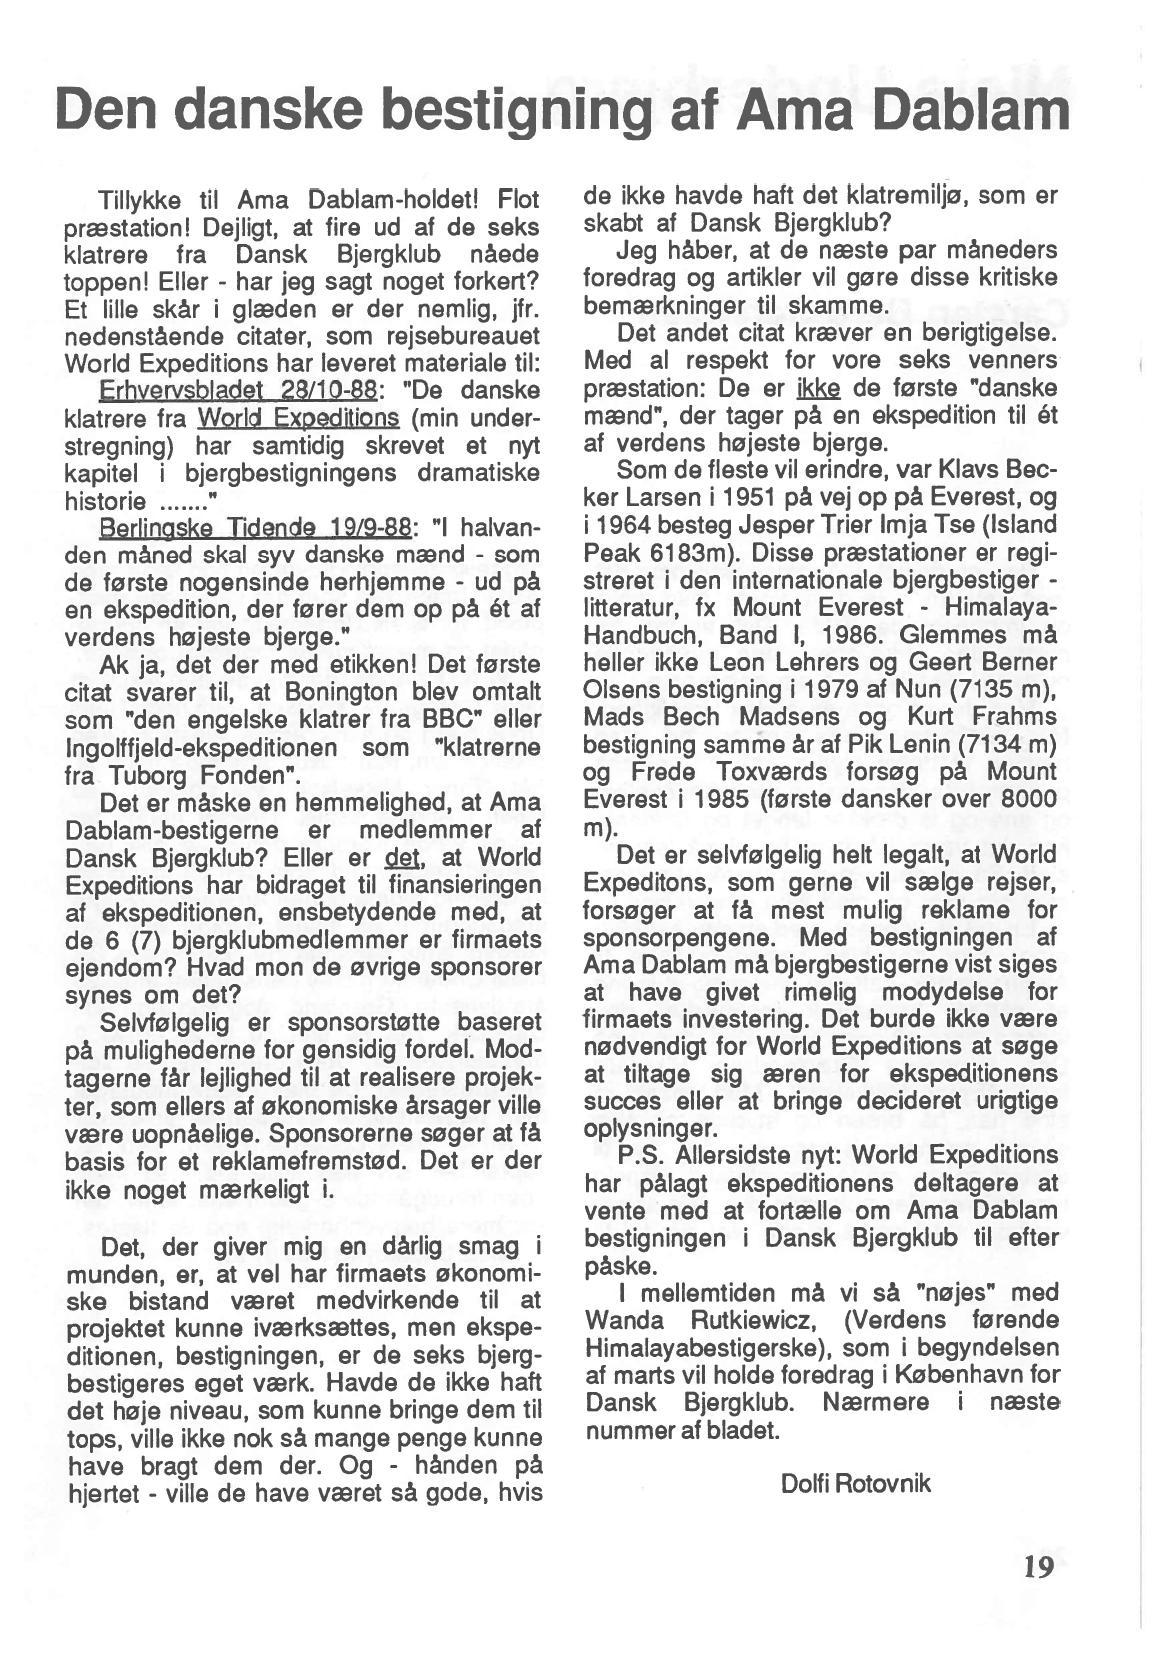 Den danske bestigning af Ama Dablam
Tillykke til Ama Dablam-holdet! Flot
præstation! Dejligt, at fire ud af de seks
klatrere fra Dansk Bjergklub nåede
toppen! Eller - har jeg sagt noget forkert?
Et lille skår i glæden er der nemlig, jfr.
nedenstående citater, som rejsebureauet
World Expeditions har leveret materiale til:
Erhvervsbladet 28/10-88: "De danske
klatrere fra World Expeditions (min under-
stregning) har samtidig skrevet et nyt
kapitel i bjergbestigningens dramatiske
historie ......."
Berlingske Tidende 19/9-88: "I halvan-
den måned skal syv danske mænd - som
de første nogensinde herhjemme - ud på
en ekspedition, der fører dem op på ét af
verdens højeste bjerge."
Ak ja, det der med etikken! Det første
citat svarer til, at Bonington blev omtalt
som "den engelske klatrer fra BBC" eller
Ingolffjeld-ekspeditionen som "klatrerne
fra Tuborg Fonden".
Det er måske en hemmelighed, at Ama
Dablam-bestigerne er medlemmer af
Dansk Bjergklub? Eller er det, at World
Expeditions har bidraget til finansieringen
af ekspeditionen, ensbetydende med, at
de 6 (7) bjergklubmedlemmer er firmaets
ejendom? Hvad mon de øvrige sponsorer
synes om det?
Selvfølgelig er sponsorstøtte baseret
på mulighederne for gensidig fordel. Mod-
tagerne får lejlighed til at realisere projek-
ter, som ellers af økonomiske årsager ville
være uopnåelige. Sponsorerne søger at få
basis for et reklamefremstød. Det er der
ikke noget mærkeligt i.
Det, der giver mig en dårlig smag i
munden, er, at vel har firmaets økonomi-
ske bistand været medvirkende til at
projektet kunne iværksættes, men ekspe-
ditionen, bestigningen, er de seks bjerg-
bestigeres eget værk. Havde de ikke haft
det høje niveau, som kunne bringe dem til
tops, ville ikke nok så mange penge kunne
have bragt dem der. Og - hånden på
hjertet - ville de have været så gode, hvis
de ikke havde haft det klatremiljø, som er
skabt af Dansk Bjergklub?
Jeg håber, at de næste par måneders
foredrag og artikler vil gøre disse kritiske
bemærkninger til skamme.
Det andet citat kræver en berigtigelse.
Med al respekt for vore seks venners
præstation: De er ikke de første "danske
mænd", der tager på en ekspedition til ét
af verdens højeste bjerge.
Som de fleste vil erindre, var Klavs Bec-
ker Larsen i 1951 på vej op på Everest, og
i 1964 besteg Jesper Trier Imja Tse (Island
Peak 6183m). Disse præstationer er regi-
streret i den internationale bjergbestiger -
litteratur, fx Mount Everest - Himalaya-
Handbuch, Band I, 1986. Glemmes må
heller ikke Leon Lehrers og Geert Berner
Olsens bestigning i 1979 af Nun (7135 m),
Mads Bech Madsens og Kurt Frahms
bestigning samme år af Pik Lenin (7134 m)
og Frede Toxværds forsøg på Mount
Everest i 1985 (første dansker over 8000
m).
Det er selvfølgelig helt legalt, at World
Expeditons, som gerne vil sælge rejser,
forsøger at få mest mulig reklame for
sponsorpengene. Med bestigningen af
Ama Dablam må bjergbestigerne vist siges
at have givet rimelig modydelse for
firmaets investering. Det burde ikke være
nødvendigt for World Expeditions at søge
at tiltage sig æren for ekspeditionens
succes eller at bringe decideret urigtige
oplysninger.
P.S. Allersidste nyt: World Expeditions
har pålagt ekspeditionens deltagere at
vente med at fortælle om Ama Dablam
bestigningen i Dansk Bjergklub til efter
påske.
I mellemtiden må vi så "nøjes" med
Wanda Rutkiewicz, (Verdens førende
Himalayabestigerske), som i begyndelsen
af marts vil holde foredrag i København for
Dansk Bjergklub. Nærmere i næste
nummer af bladet.
Dolfi Rotovnik
19